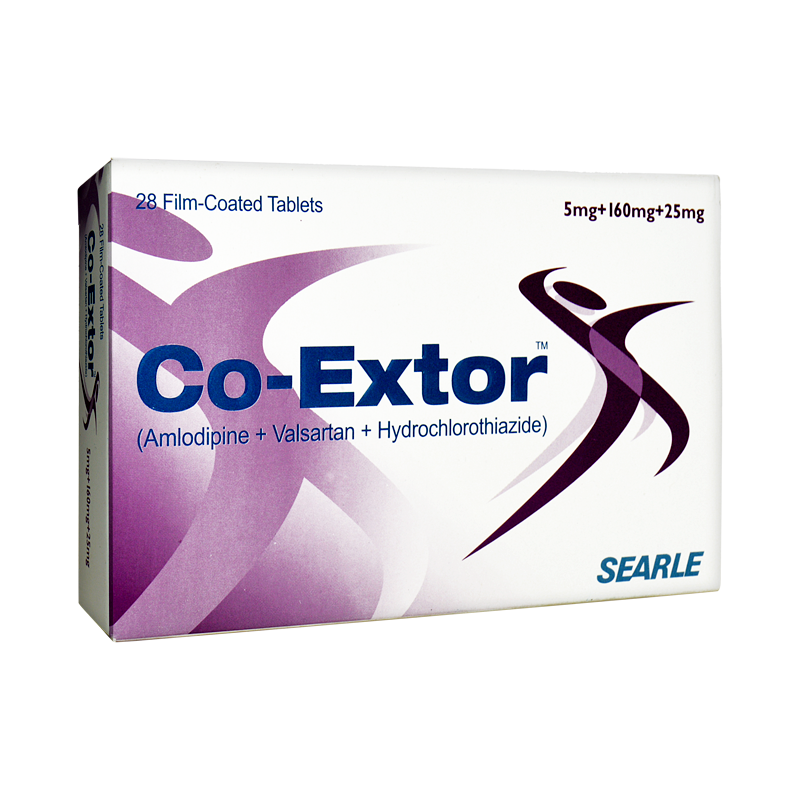 28 Film-Coated Tablets
5mg+160mg+25mg
Co-Extor™
(Amlodipine + Valsartan + Hydrochlorothiazide)
SEARLE
28 Film-Coated Tablets
Co-Extor
5mg+160mg+25mg